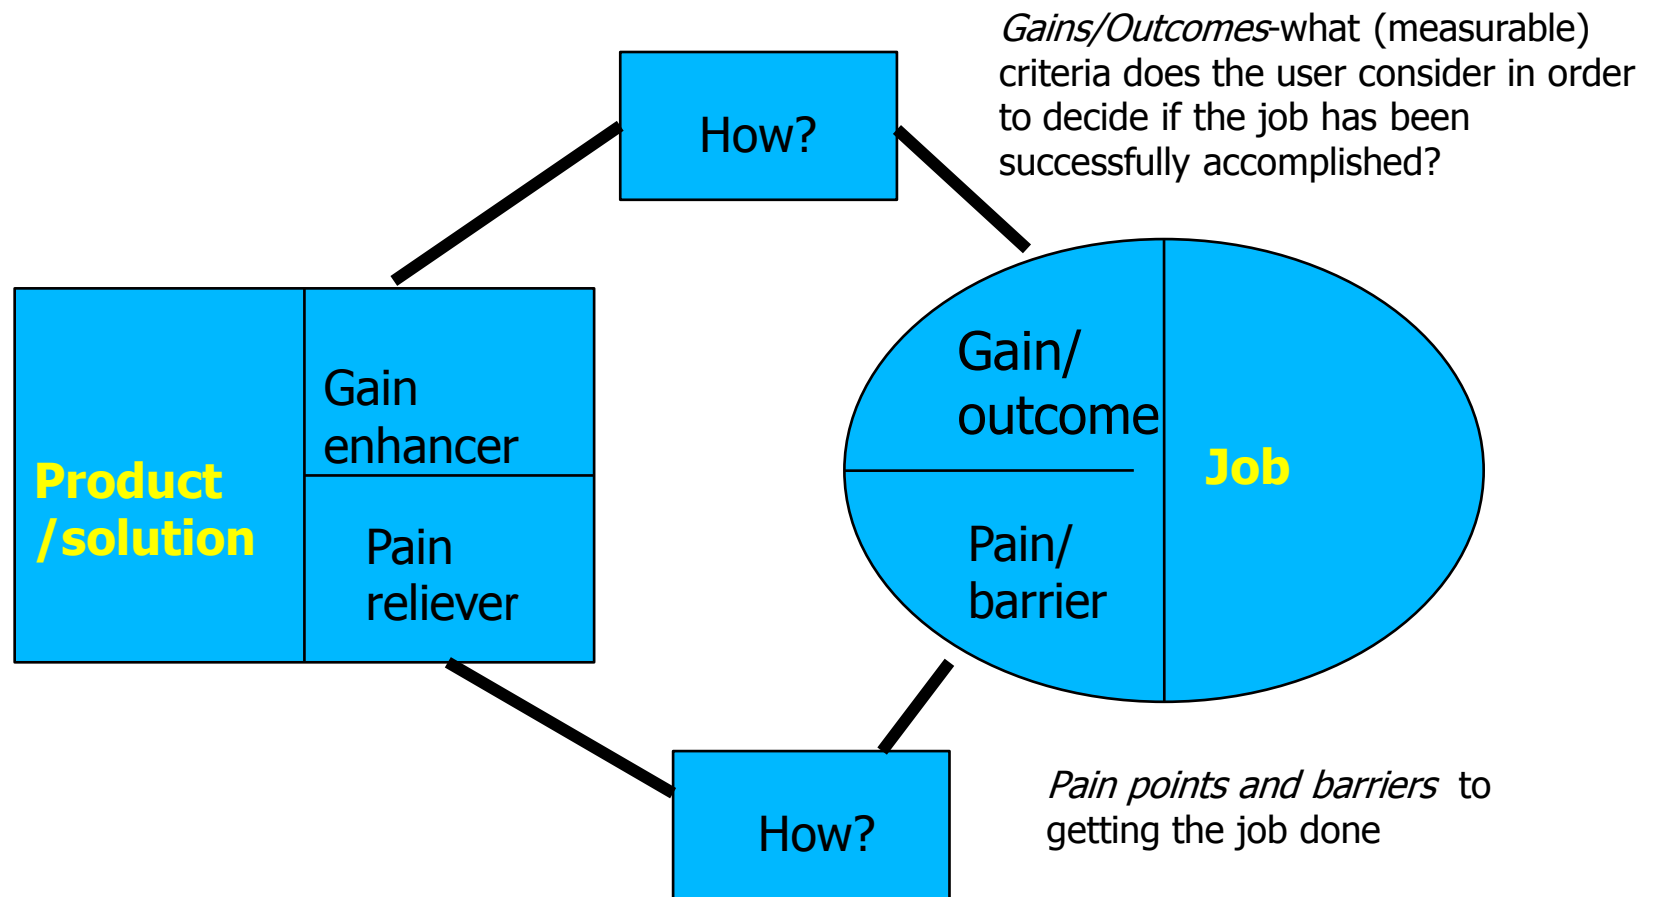 Gains/Outcomes-what (measurable)
criteria does the user consider in order
to decide if the job has been
successfully accomplished?
How?
Gain
enhancer
Product
/solution
Pain
reliever
Gain/
outcome
Job
Pain/
barrier
How?
Pain points and barriers to
getting the job done